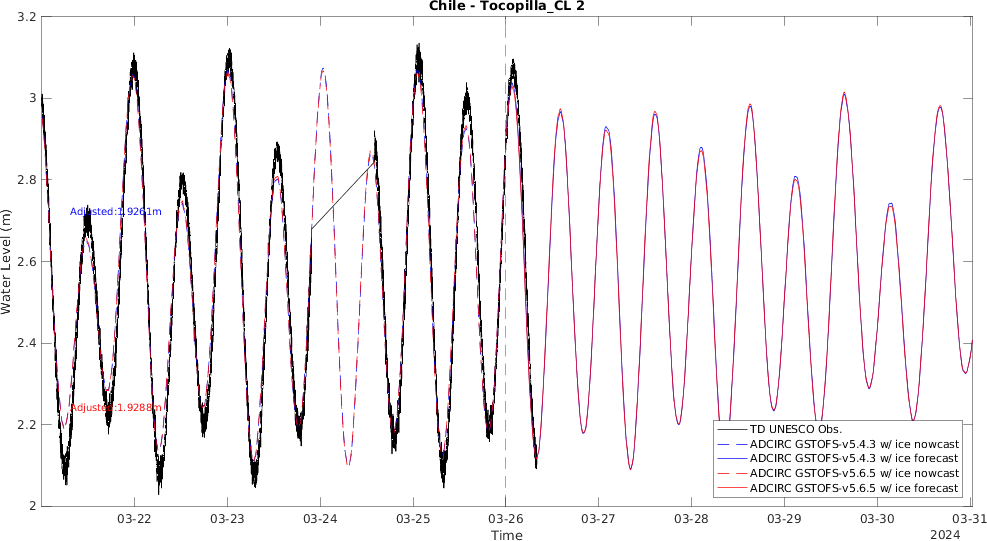 Chile - Tocopilla_CL 2
3.2
3
2.8
2.6
2.4
2.2
2
Water Level (m)
Adjusted:1.9261m
Adjusted:1.9288m
TD UNESCO Obs.
ADCIRC GSTOFS-v5.4.3 w/ ice nowcast
ADCIRC GSTOFS-v5.4.3 w/ ice forecast
ADCIRC GSTOFS-v5.6.5 w/ ice nowcast
ADCIRC GSTOFS-v5.6.5 w/ ice forecast
03-22 03-23 03-24 03-25 03-26 03-27 03-28 03-29 03-30 03-31
Time
2024